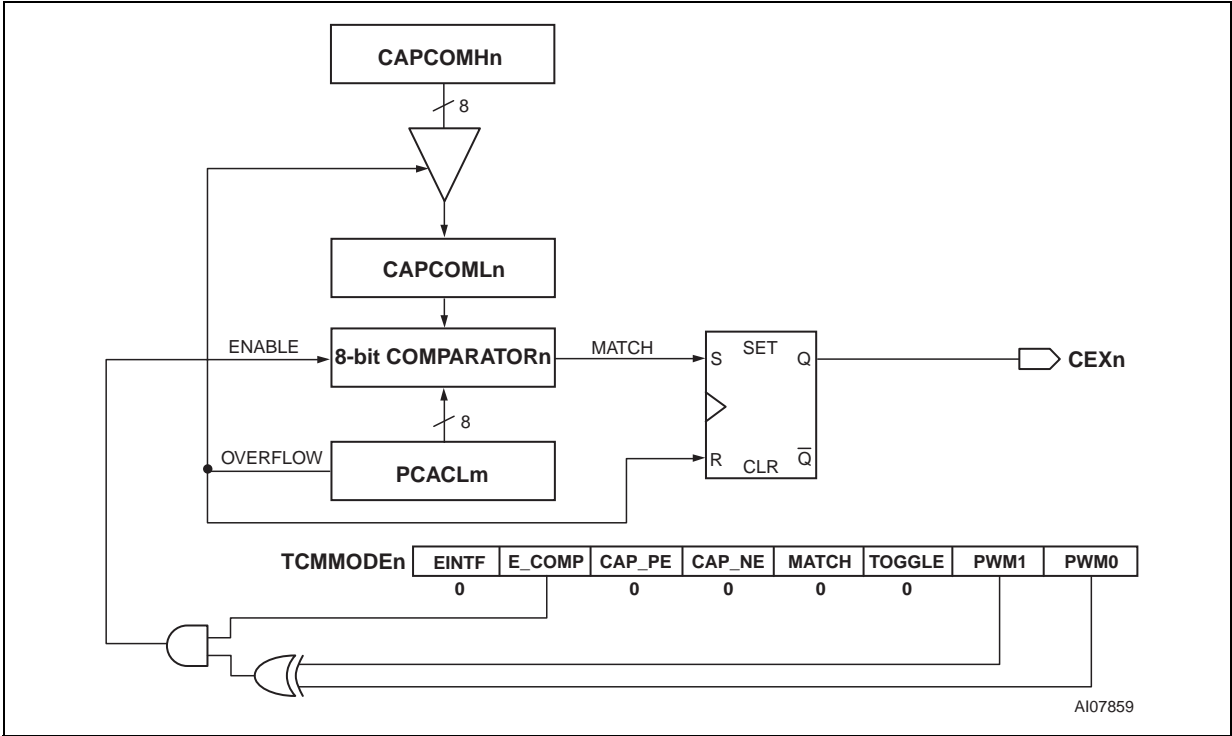 CAPCOMHn
8
CAPCOMLn
ENABLE
8-bit COMPARATORn
MATCH
S SET Q
CEXn
8
OVERFLOW
PCACLm
R CLR Q̅
TCMMODEn EINTF E_COMP CAP_PE CAP_NE MATCH TOGGLE PWM1 PWM0
0 0 0 0 0
AI07859